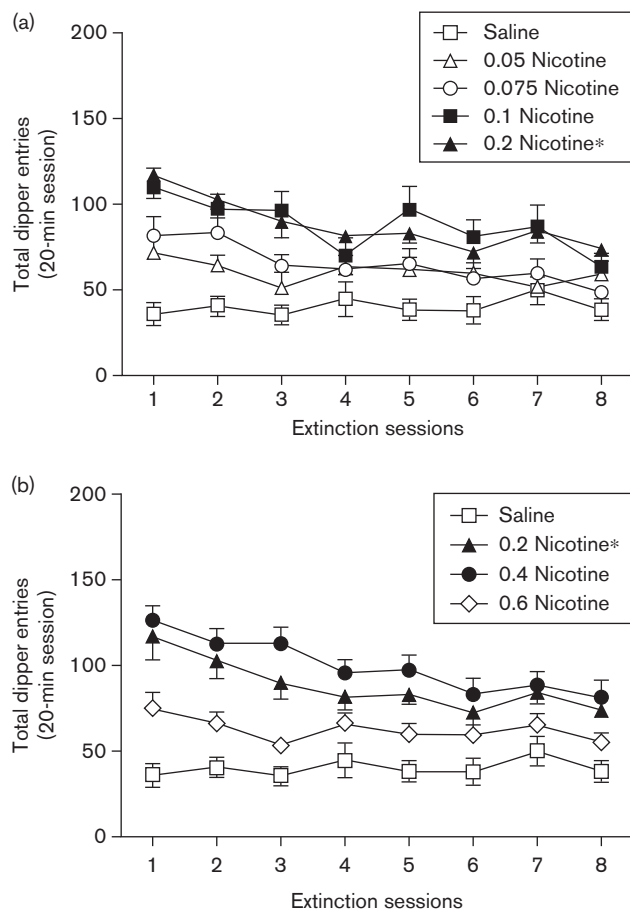 (a)
200
150
100
50
0
Total dipper entries
(20-min session)
Saline
0.05 Nicotine
0.075 Nicotine
0.1 Nicotine
0.2 Nicotine*
1 2 3 4 5 6 7 8
Extinction sessions
(b)
200
150
100
50
0
Total dipper entries
(20-min session)
Saline
0.2 Nicotine*
0.4 Nicotine
0.6 Nicotine
1 2 3 4 5 6 7 8
Extinction sessions